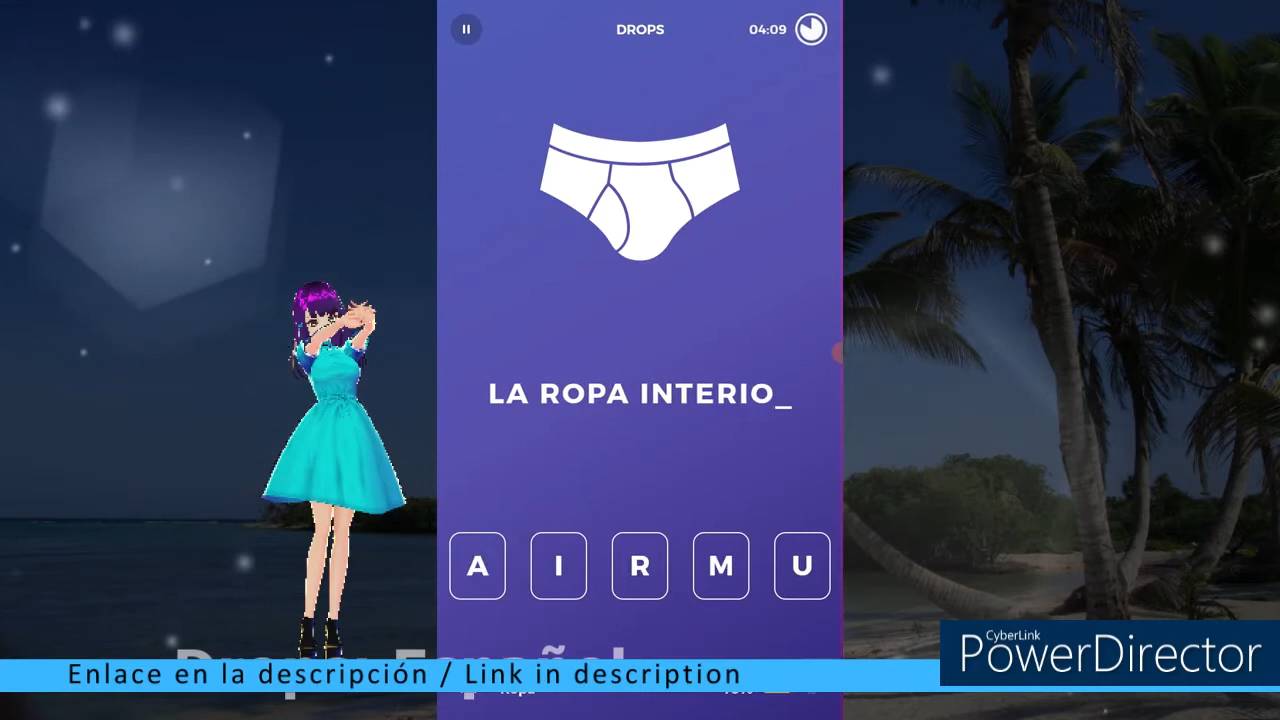 DROPS
04:09
LA ROPA INTERIO_
A I R M U
Enlace en la descripción / Link in description
CyberLink
PowerDirector